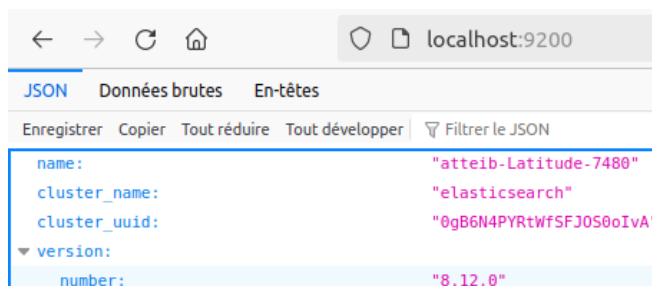 localhost:9200
JSON Données brutes En-têtes
Enregistrer Copier Tout réduire Tout développer Filtrer le JSON
name: "atteib-Latitude-7480"
cluster_name: "elasticsearch"
cluster_uuid: "0gB6N4PYRtWfSFJOS0oIvA"
version:
number: "8.12.0"